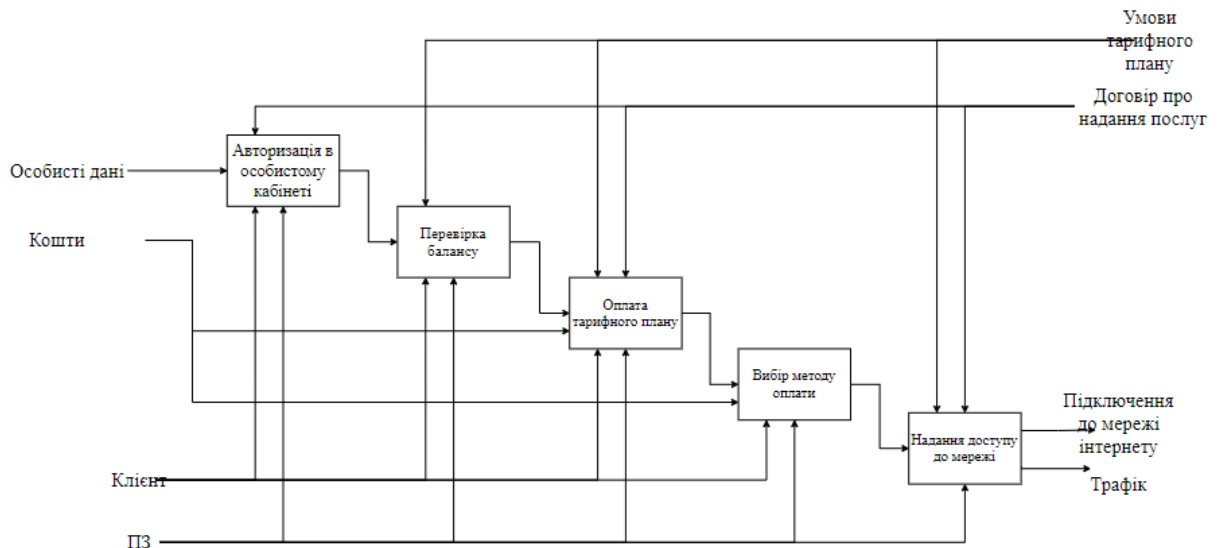 Умови
тарифного
плану
Договір про
надання послуг
Авторизація в
особистому
кабінеті
Особисті дані
Кошти
Перевірка
балансу
Оплата
тарифного плану
Вибір методу
оплати
Надання доступу
до мережі
Підключення
до мережі
інтернету
Трафік
Клієнт
ПЗ